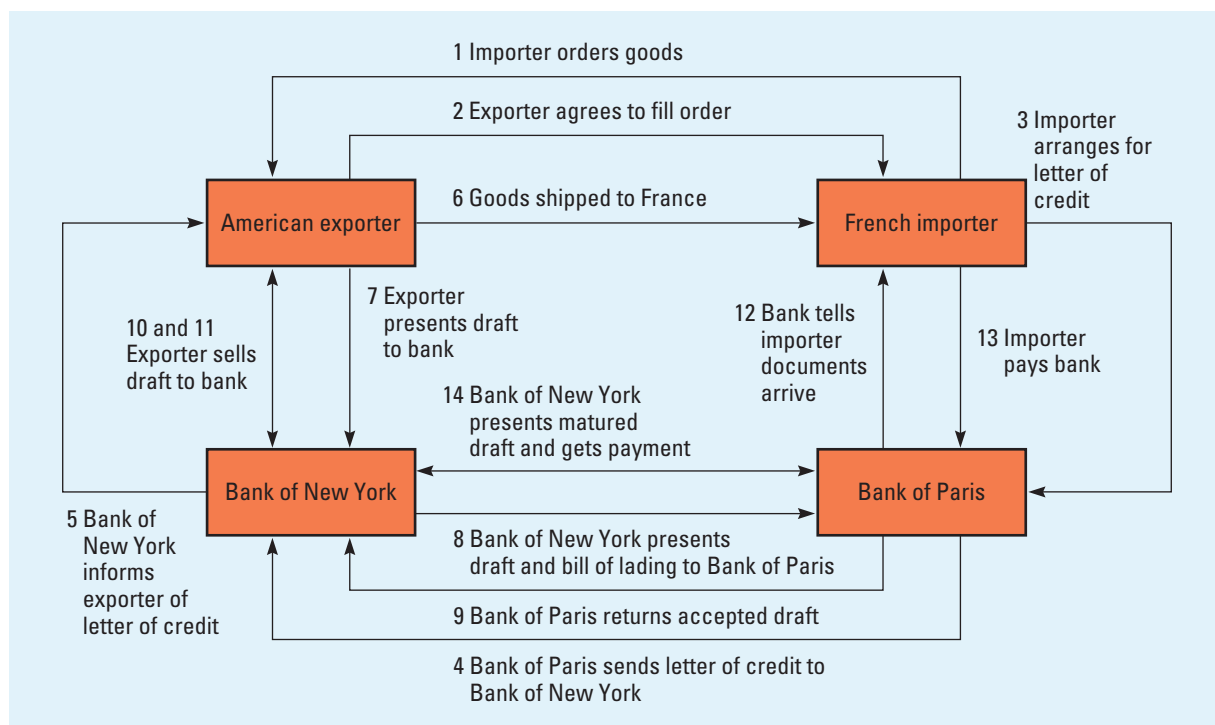 1 Importer orders goods
2 Exporter agrees to fill order
3 Importer
arranges for
letter of
credit
American exporter
6 Goods shipped to France
French importer
10 and 11
Exporter sells
draft to bank
7 Exporter
presents draft
to bank
12 Bank tells
importer
documents
arrive
13 Importer
pays bank
14 Bank of New York
presents matured
draft and gets payment
Bank of New York
Bank of Paris
5 Bank of
New York
informs
exporter of
letter of credit
8 Bank of New York presents
draft and bill of lading to Bank of Paris
9 Bank of Paris returns accepted draft
4 Bank of Paris sends letter of credit to
Bank of New York